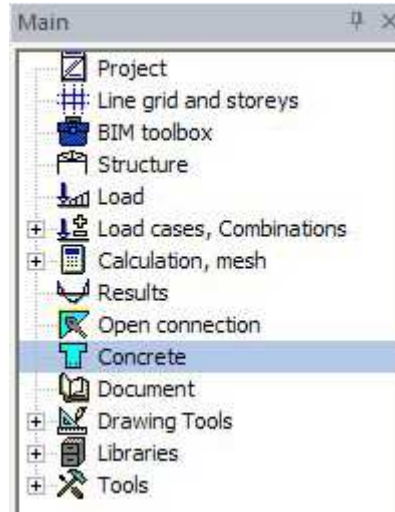 Main
Project
Line grid and storeys
BIM toolbox
Structure
Load
Load cases, Combinations
Calculation, mesh
Results
Open connection
Concrete
Document
Drawing Tools
Libraries
Tools